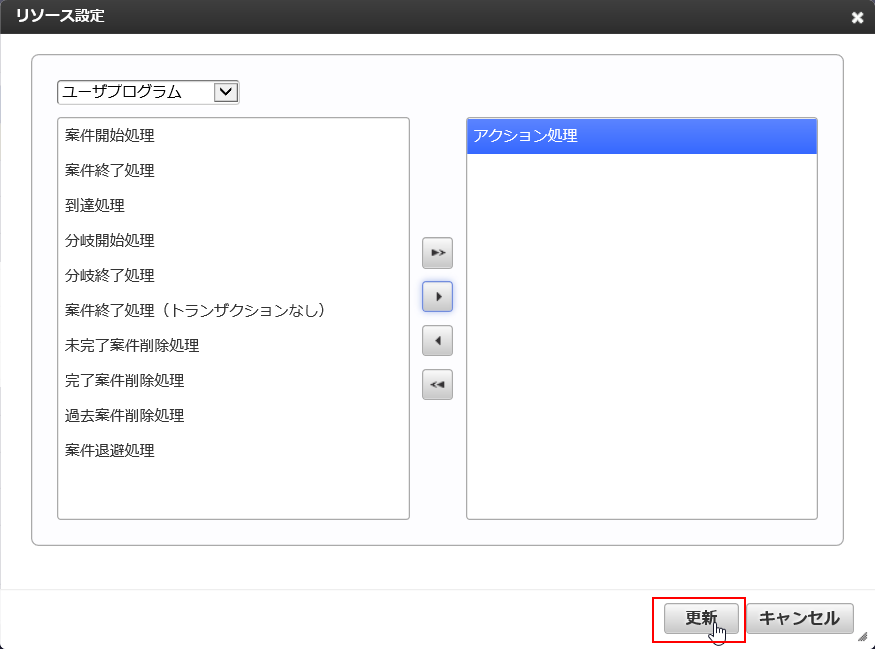 リソース設定
ユーザプログラム
案件開始処理
案件終了処理
到達処理
分岐開始処理
分岐終了処理
案件終了処理（トランザクションなし）
未完了案件削除処理
完了案件削除処理
過去案件削除処理
案件退避処理
アクション処理
更新
キャンセル